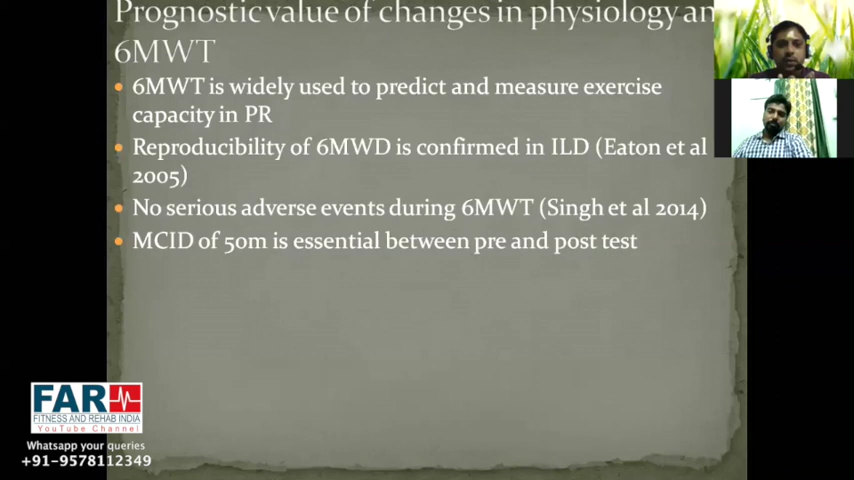 Prognostic value of changes in physiology an
6MWT
6MWT is widely used to predict and measure exercise
capacity in PR
Reproducibility of 6MWD is confirmed in ILD (Eaton et al
2005)
No serious adverse events during 6MWT (Singh et al 2014)
MCID of 50m is essential between pre and post test
FAR
FITNESS AND REHAB INDIA
YouTube Channel
Whatsapp your queries
+91-9578112349